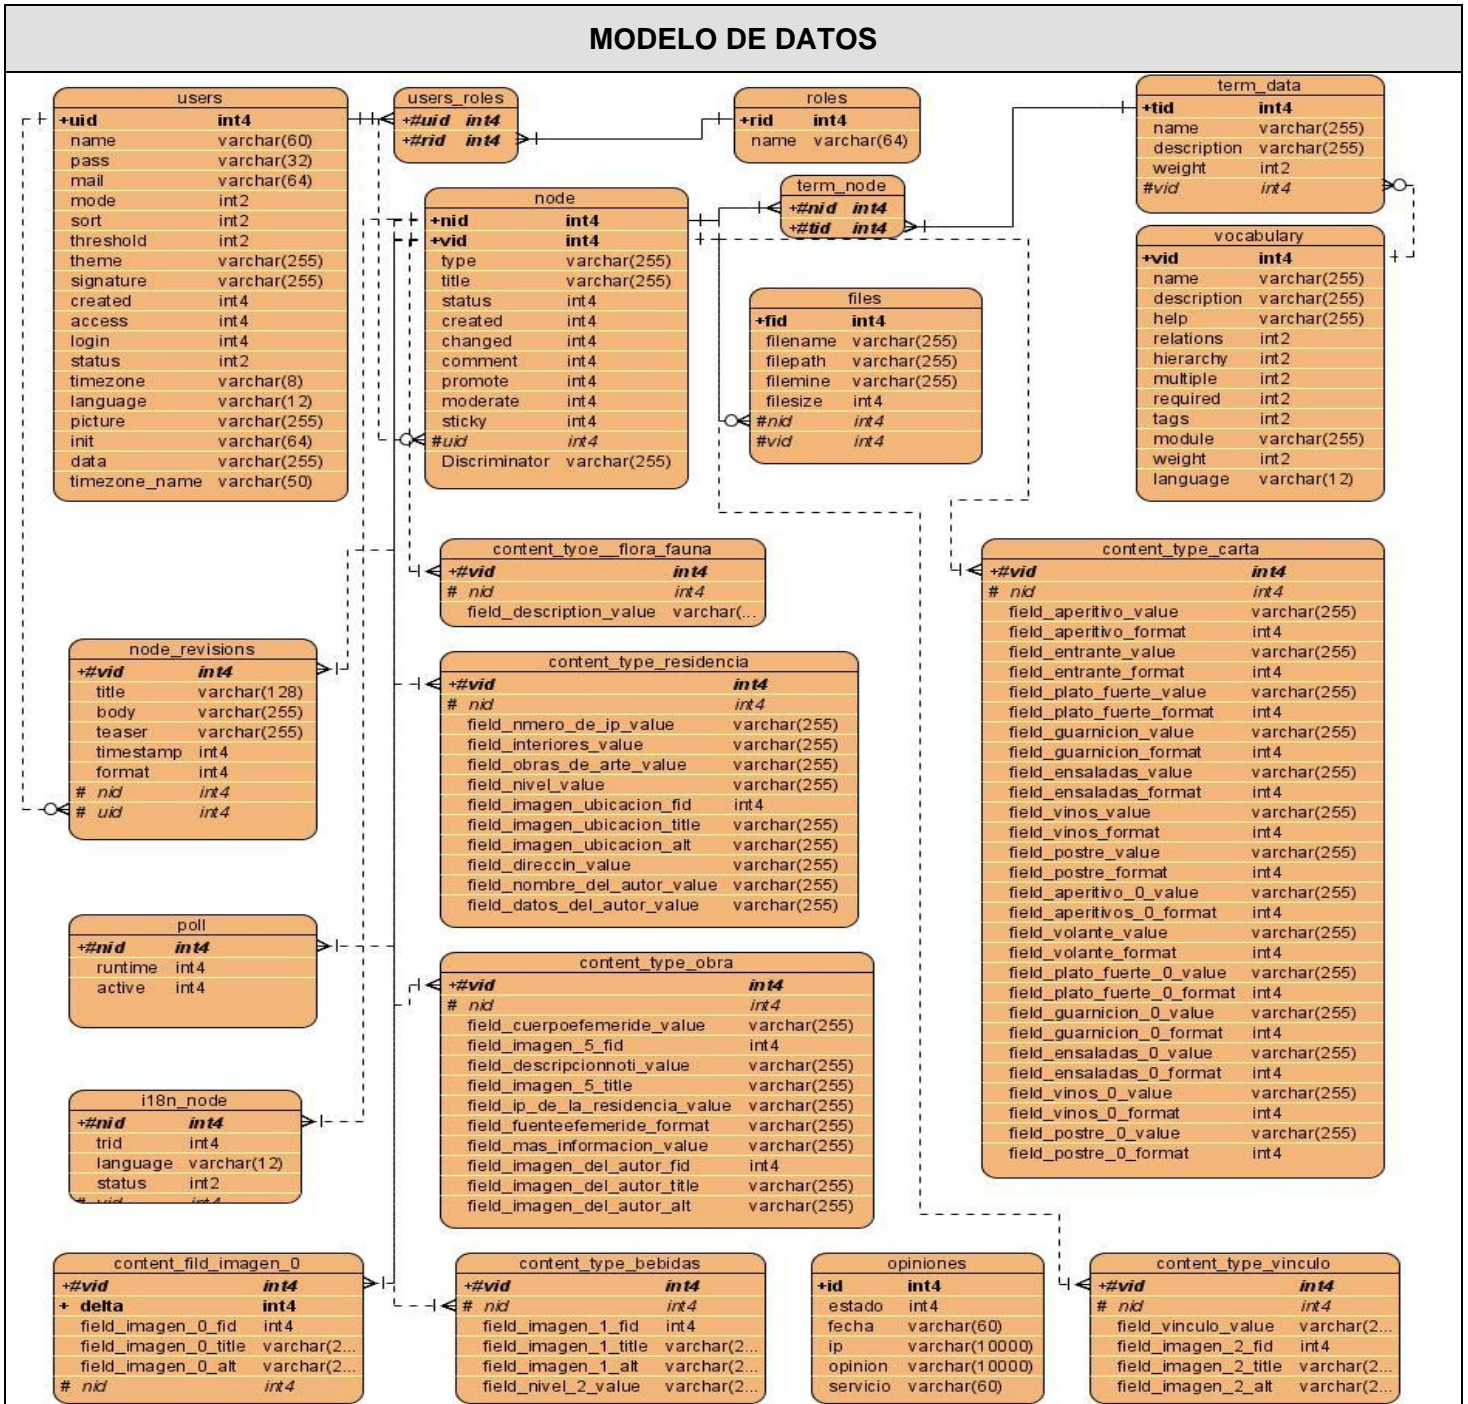 MODELO DE DATOS
users
+uid int4
name varchar(60)
pass varchar(32)
mail varchar(64)
mode int2
sort int2
threshold int2
theme varchar(255)
signature varchar(255)
created int4
access int4
login int4
status int2
timezone varchar(8)
language varchar(12)
picture varchar(255)
init varchar(64)
data varchar(255)
timezone_name varchar(50)
users_roles
+#uid int4
+#rid int4
roles
+rid int4
name varchar(64)
term_data
+tid int4
name varchar(255)
description varchar(255)
weight int2
#vid int4
node
+nid int4
+vid int4
type varchar(255)
title varchar(255)
status int4
created int4
changed int4
comment int4
promote int4
moderate int4
sticky int4
#uid int4
Discriminator varchar(255)
term_node
+#nid int4
+#tid int4
files
+fid int4
filename varchar(255)
filepath varchar(255)
filemine varchar(255)
filesize int4
#nid int4
#vid int4
vocabulary
+vid int4
name varchar(255)
description varchar(255)
help varchar(255)
relations int2
hierarchy int2
multiple int2
required int2
tags int2
module varchar(255)
weight int2
language varchar(12)
content_tyoe__flora_fauna
+#vid int4
# nid int4
field_description_value varchar(...
content_type_carta
+#vid int4
# nid int4
field_aperitivo_value varchar(255)
field_aperitivo_format int4
field_entrante_value varchar(255)
field_entrante_format int4
field_plato_fuerte_value varchar(255)
field_plato_fuerte_format int4
field_guarnicion_value varchar(255)
field_guarnicion_format int4
field_ensaladas_value varchar(255)
field_ensaladas_format int4
field_vinos_value varchar(255)
field_vinos_format int4
field_postre_value varchar(255)
field_postre_format int4
field_aperitivo_0_value varchar(255)
field_aperitivos_0_format int4
field_volante_value varchar(255)
field_volante_format int4
field_plato_fuerte_0_value varchar(255)
field_plato_fuerte_0_format int4
field_guarnicion_0_value varchar(255)
field_guarnicion_0_format int4
field_ensaladas_0_value varchar(255)
field_ensaladas_0_format int4
field_vinos_0_value varchar(255)
field_vinos_0_format int4
field_postre_0_value varchar(255)
field_postre_0_format int4
node_revisions
+#vid int4
title varchar(128)
body varchar(255)
teaser varchar(255)
timestamp int4
format int4
# nid int4
# uid int4
content_type_residencia
+#vid int4
# nid int4
field_nmero_de_ip_value varchar(255)
field_interiores_value varchar(255)
field_obras_de_arte_value varchar(255)
field_nivel_value varchar(255)
field_imagen_ubicacion_fid int4
field_imagen_ubicacion_title varchar(255)
field_imagen_ubicacion_alt varchar(255)
field_direccin_value varchar(255)
field_nombre_del_autor_value varchar(255)
field_datos_del_autor_value varchar(255)
poll
+#nid int4
runtime int4
active int4
content_type_obra
+#vid int4
# nid int4
field_cuerpoefemeride_value varchar(255)
field_imagen_5_fid int4
field_descripcionnoti_value varchar(255)
field_imagen_5_title varchar(255)
field_ip_de_la_residencia_value varchar(255)
field_fuenteefemeride_format varchar(255)
field_mas_informacion_value varchar(255)
field_imagen_del_autor_fid int4
field_imagen_del_autor_title varchar(255)
field_imagen_del_autor_alt varchar(255)
i18n_node
+#nid int4
trid int4
language varchar(12)
status int2
# vid int4
content_fild_imagen_0
+#vid int4
+ delta int4
field_imagen_0_fid int4
field_imagen_0_title varchar(2...
field_imagen_0_alt varchar(2...
# nid int4
content_type_bebidas
+#vid int4
# nid int4
field_imagen_1_fid int4
field_imagen_1_title varchar(2...
field_imagen_1_alt varchar(2...
field_nivel_2_value varchar(2...
opiniones
+id int4
estado int4
fecha varchar(60)
ip varchar(10000)
opinion varchar(10000)
servicio varchar(60)
content_type_vinculo
+#vid int4
# nid int4
field_vinculo_value varchar(2...
field_imagen_2_fid int4
field_imagen_2_title varchar(2...
field_imagen_2_alt varchar(2...